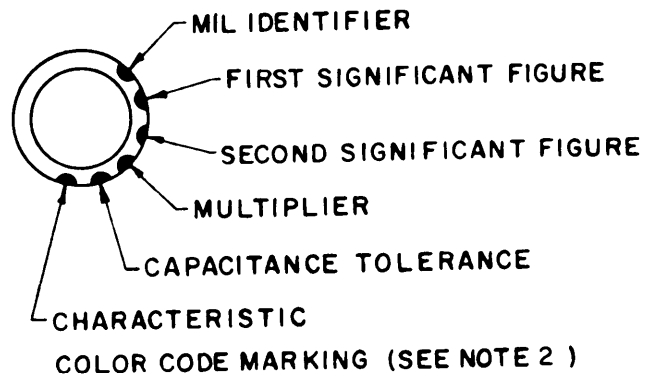 MIL IDENTIFIER
FIRST SIGNIFICANT FIGURE
SECOND SIGNIFICANT FIGURE
MULTIPLIER
CAPACITANCE TOLERANCE
CHARACTERISTIC
COLOR CODE MARKING (SEE NOTE 2 )